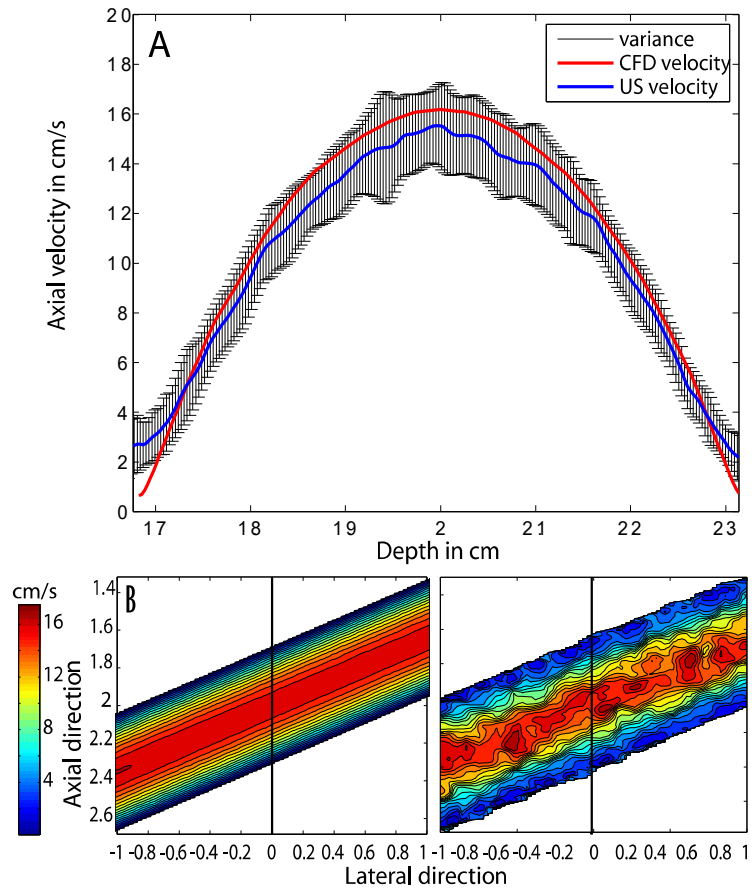 A
variance
CFD velocity
US velocity
Axial velocity in cm/s
20
18
16
14
12
10
8
6
4
2
0
17 18 19 2 21 22 23
Depth in cm
cm/s
16
12
8
4
B
Axial direction
1.4
1.6
1.8
2
2.2
2.4
2.6
-1 -0.8 -0.6 -0.4 -0.2 0 0.2 0.4 0.6 0.8 1
-1 -0.8 -0.6 -0.4 -0.2 0 0.2 0.4 0.6 0.8 1
Lateral direction